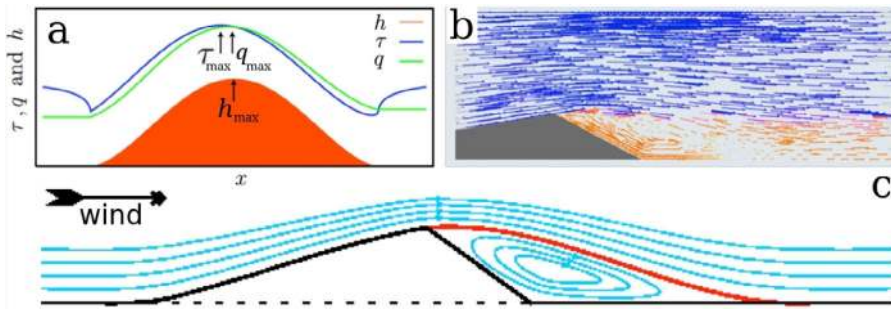 a
h
τ
q
τmax qmax
hmax
τ , q and h
x
b
c
wind